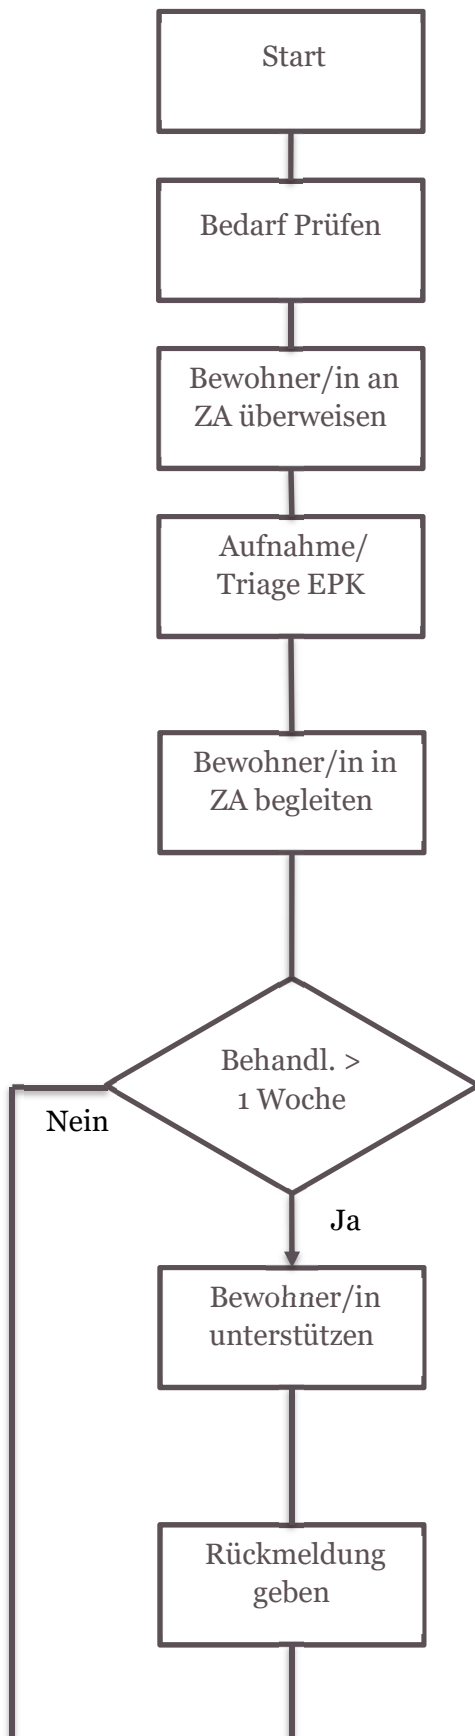 Start
Bedarf Prüfen
Bewohner/in an
ZA überweisen
Aufnahme/
Triage EPK
Bewohner/in in
ZA begleiten
Behandl. >
1 Woche
Nein
Ja
Bewohner/in
unterstützen
Rückmeldung
geben